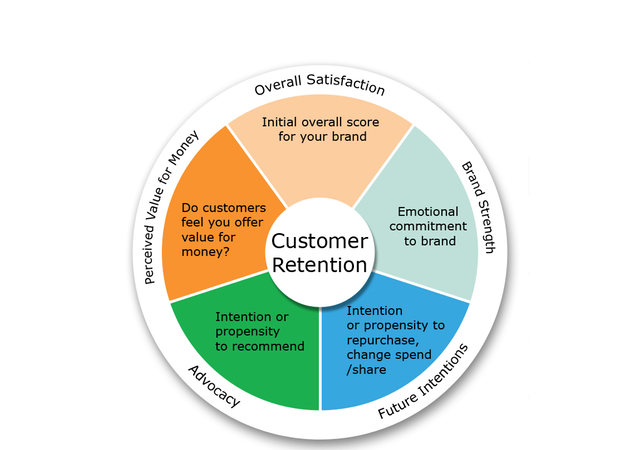 Overall Satisfaction
Initial overall score
for your brand
Brand Strength
Emotional
commitment
to brand
Future Intentions
Intention
or propensity to
repurchase,
change spend
/share
Advocacy
Intention or
propensity
to recommend
Perceived Value for Money
Do customers
feel you offer
value for
money?
Customer
Retention